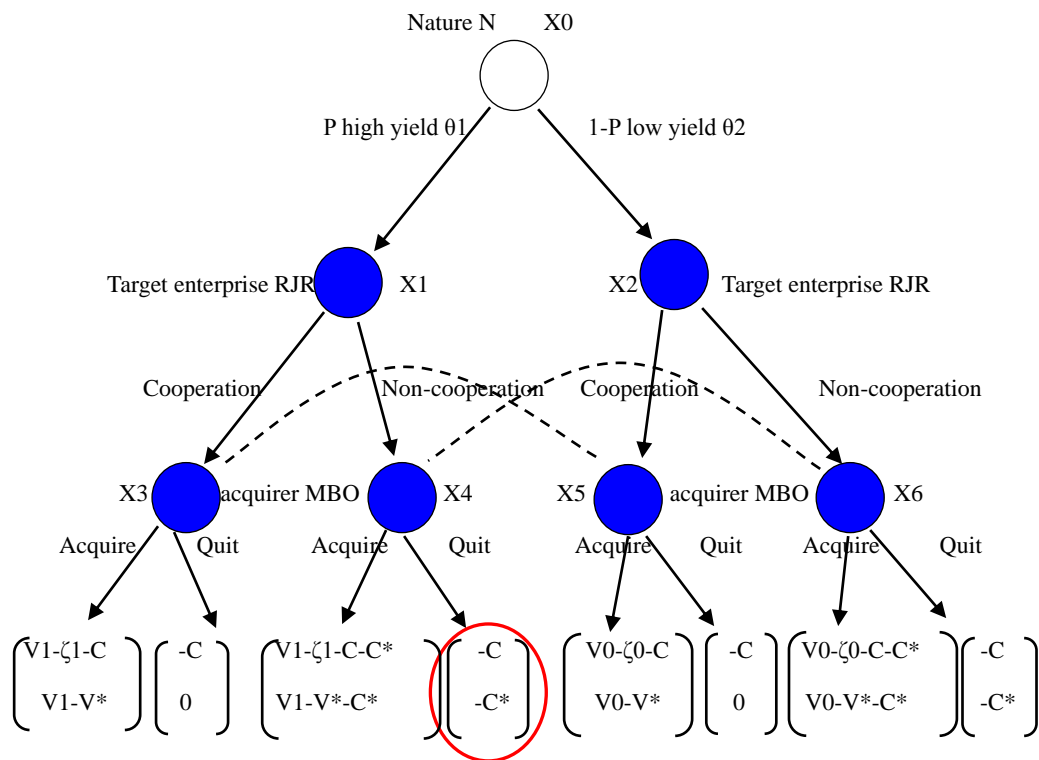 Nature N X0
P high yield θ1 1-P low yield θ2
Target enterprise RJR X1 X2 Target enterprise RJR
Cooperation Non-cooperation Cooperation Non-cooperation
X3 acquirer MBO X4 X5 acquirer MBO X6
Acquire Quit Acquire Quit Acquire Quit Acquire Quit
V1-ζ1-C -C V1-ζ1-C-C* -C V0-ζ0-C -C V0-ζ0-C-C* -C
V1-V* 0 V1-V*-C* -C* V0-V* 0 V0-V*-C* -C*